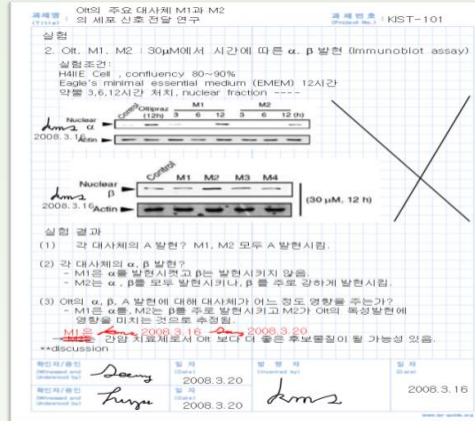 과제명 : Olt의 주요 대사체 M1과 M2
(Title) 의 세포 신호 전달 연구
과제번호 : KIST-101
(Project No.)
실험
2. Olt. M1. M2 : 30μM에서 시간에 따른 α. β 발현 (Immunoblot assay)
실험조건:
H4IIE Cell , confluency 80~90%
Eagle's minimal essential medium (EMEM) 12시간
약물 3,6,12시간 처치, nuclear fraction ----
M1 M2
Control Oltipraz (12h) 3 6 12 3 6 12 (h)
Nuclear α
kms
2008.3.16
Actin
Control M1 M2 M3 M4
Nuclear β
kms
2008.3.16
Actin
(30 μM, 12 h)
실험 결과
(1) 각 대사체의 A 발현? M1, M2 모두 A 발현시킴.
(2) 각 대사체의 α, β 발현?
- M1은 α를 발현시켯고 β는 발현시키지 않음.
- M2는 α , β를 모두 발현시키나, β 를 주로 강하게 발현시킴.
(3) Olt의 α, β, A 발현에 대해 대사체가 어느 정도 영향을 주는가?
- M1은 α를, M2는 β를 주로 발현시키고 M2가 Olt의 독성발현에
영향을 미치는 것으로 추정됨.
M1은 kms 2008.3.16 2008.3.20
→ 간암 치료제로서 Olt 보다 더 좋은 후보물질이 될 가능성 있음.
**discussion
확인자/증인
(Witnessed and Understood by)
일 자
(Date)
2008.3.20
발 명 자
(Invented by)
kms
일 자
(Date)
2008.3.16
확인자/증인
(Witnessed and Understood by)
일 자
(Date)
2008.3.20